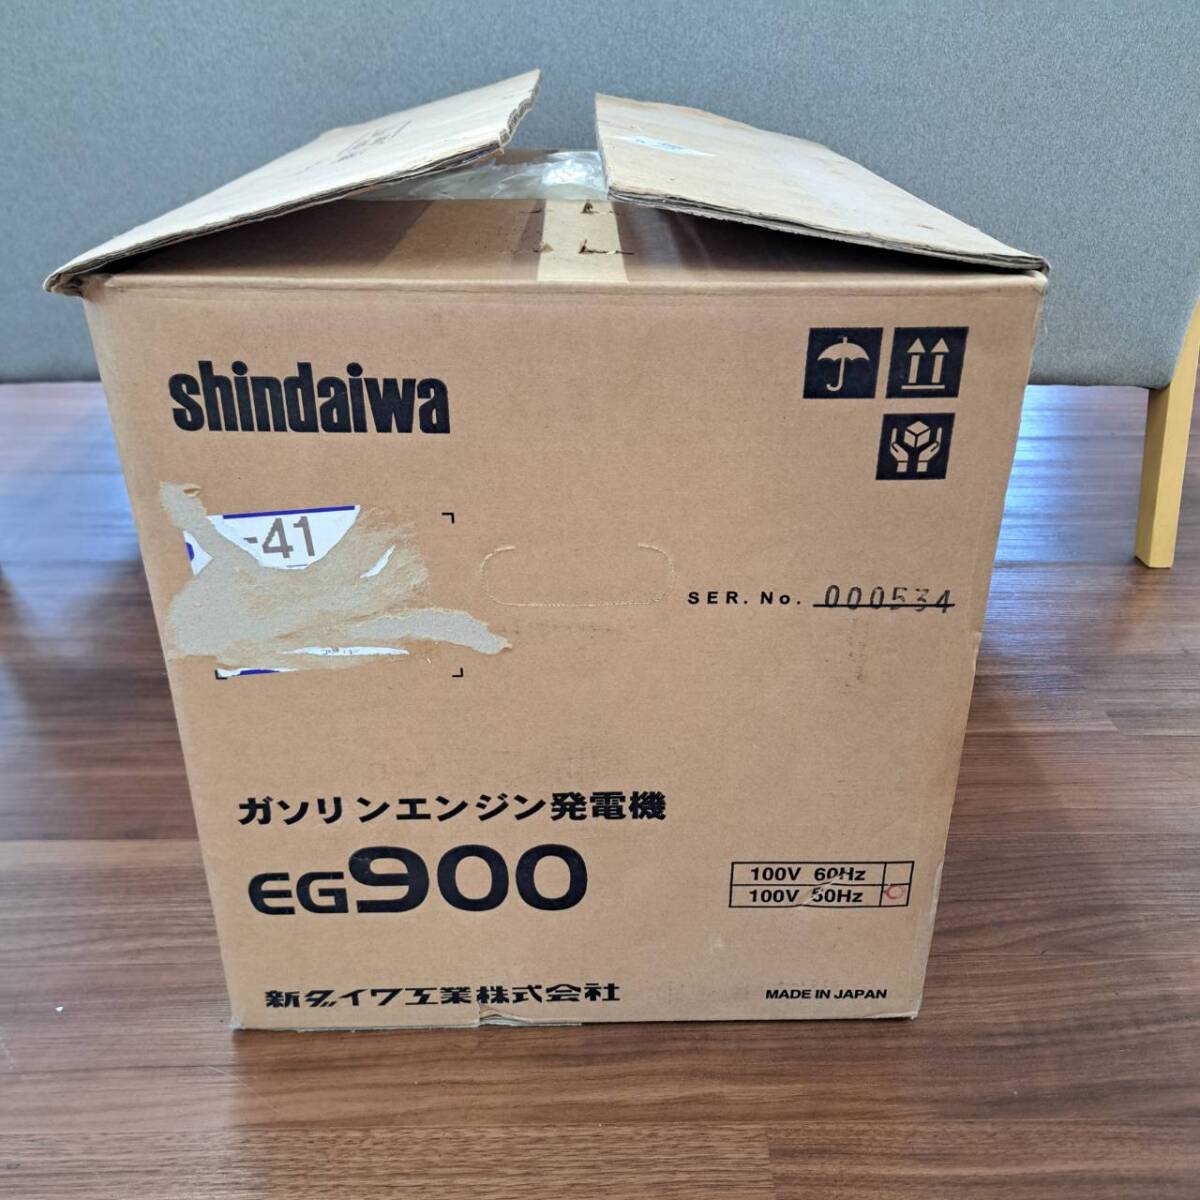 shindaiwa
-41
SER. No. 000534
ガソリンエンジン発電機
EG900
100V 60Hz
100V 50Hz
新ダイワ工業株式会社
MADE IN JAPAN